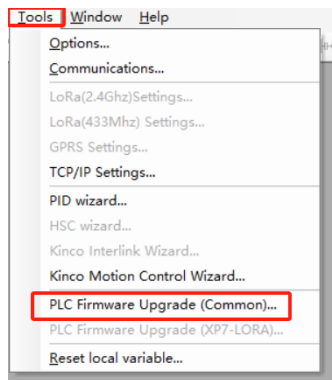 Tools Window Help
Options...
Communications...
LoRa(2.4Ghz)Settings...
LoRa(433Mhz) Settings...
GPRS Settings...
TCP/IP Settings...
PID wizard...
HSC wizard...
Kinco Interlink Wizard...
Kinco Motion Control Wizard...
PLC Firmware Upgrade (Common)...
PLC Firmware Upgrade (XP7-LORA)...
Reset local variable...